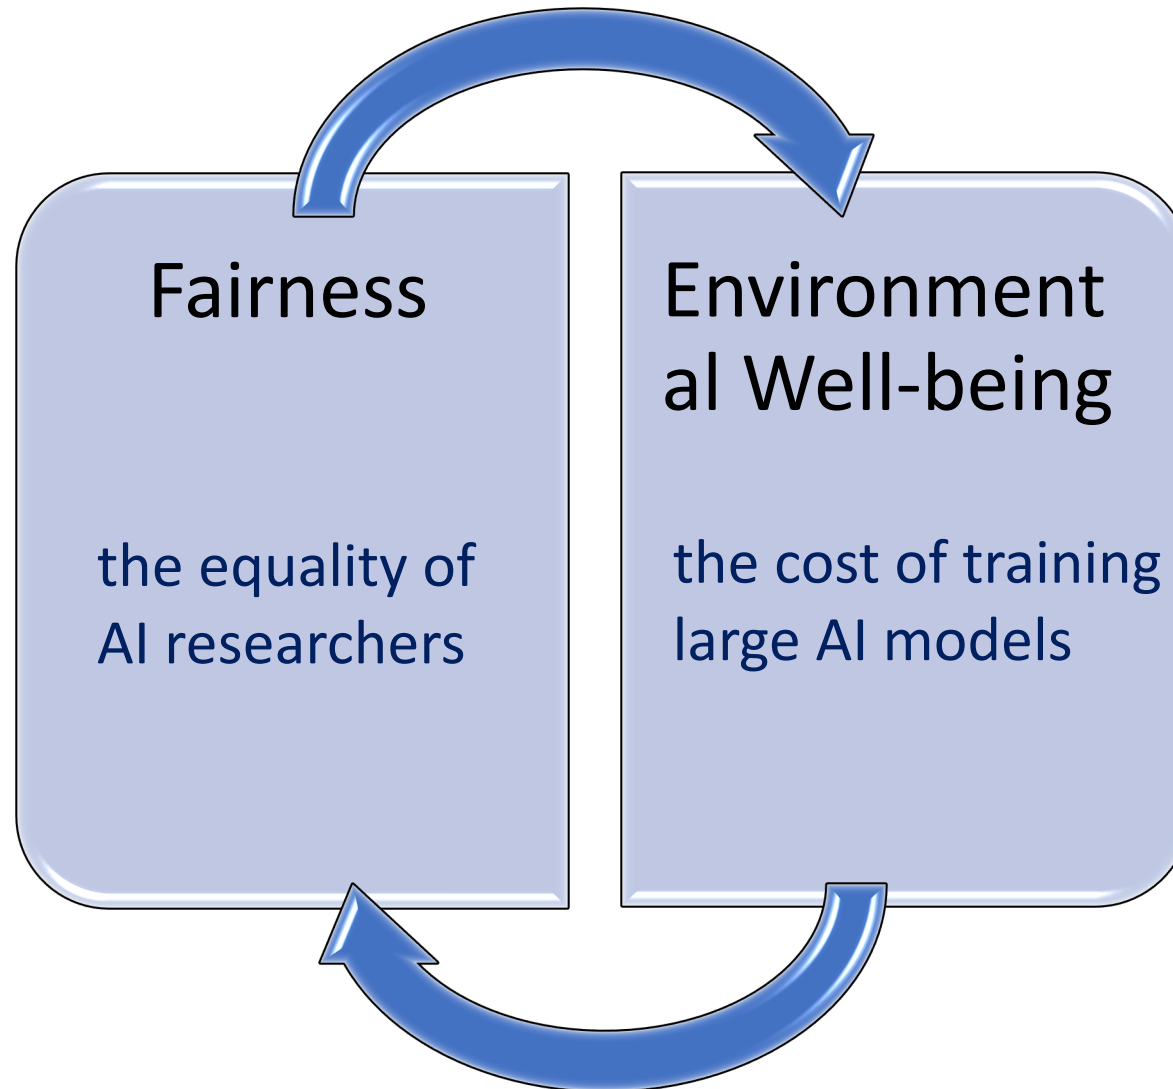 Fairness
the equality of
AI researchers
Environment
al Well-being
the cost of training
large AI models